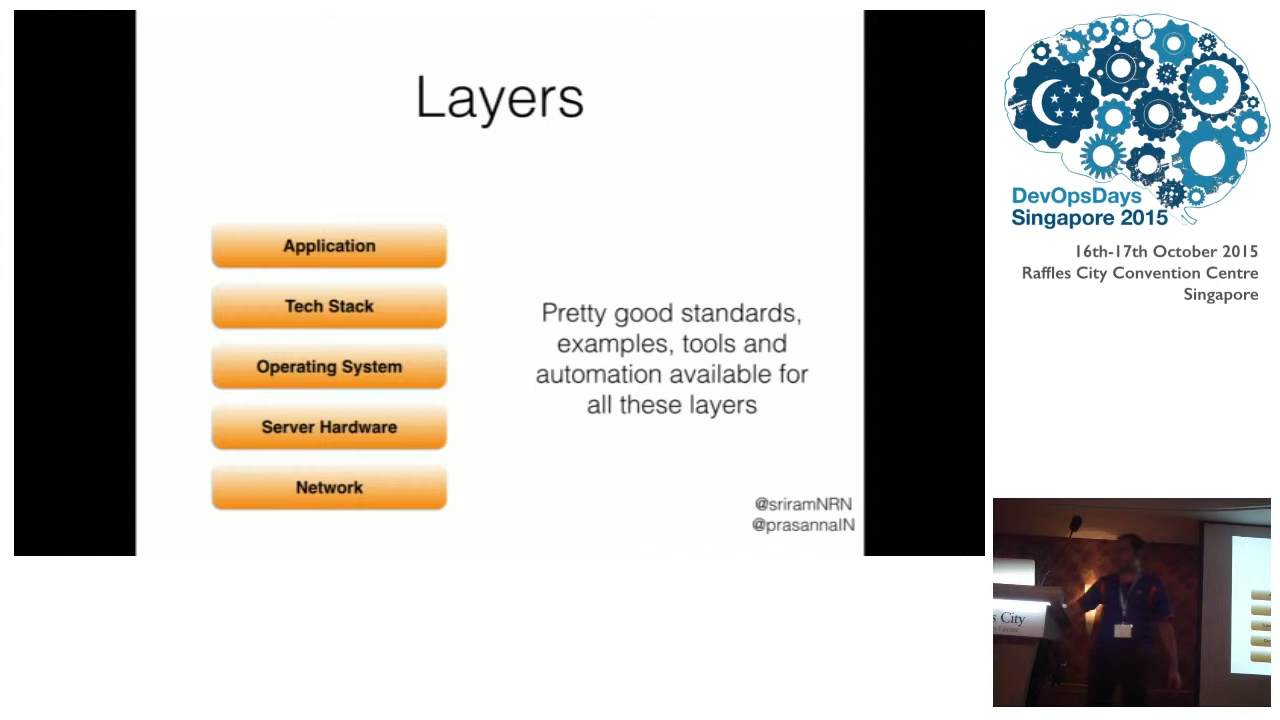 Layers
Application
Tech Stack
Operating System
Server Hardware
Network
Pretty good standards,
examples, tools and
automation available for
all these layers
@sriramNRN
@prasannaIN
DevOpsDays
Singapore 2015
16th-17th October 2015
Raffles City Convention Centre
Singapore
s City